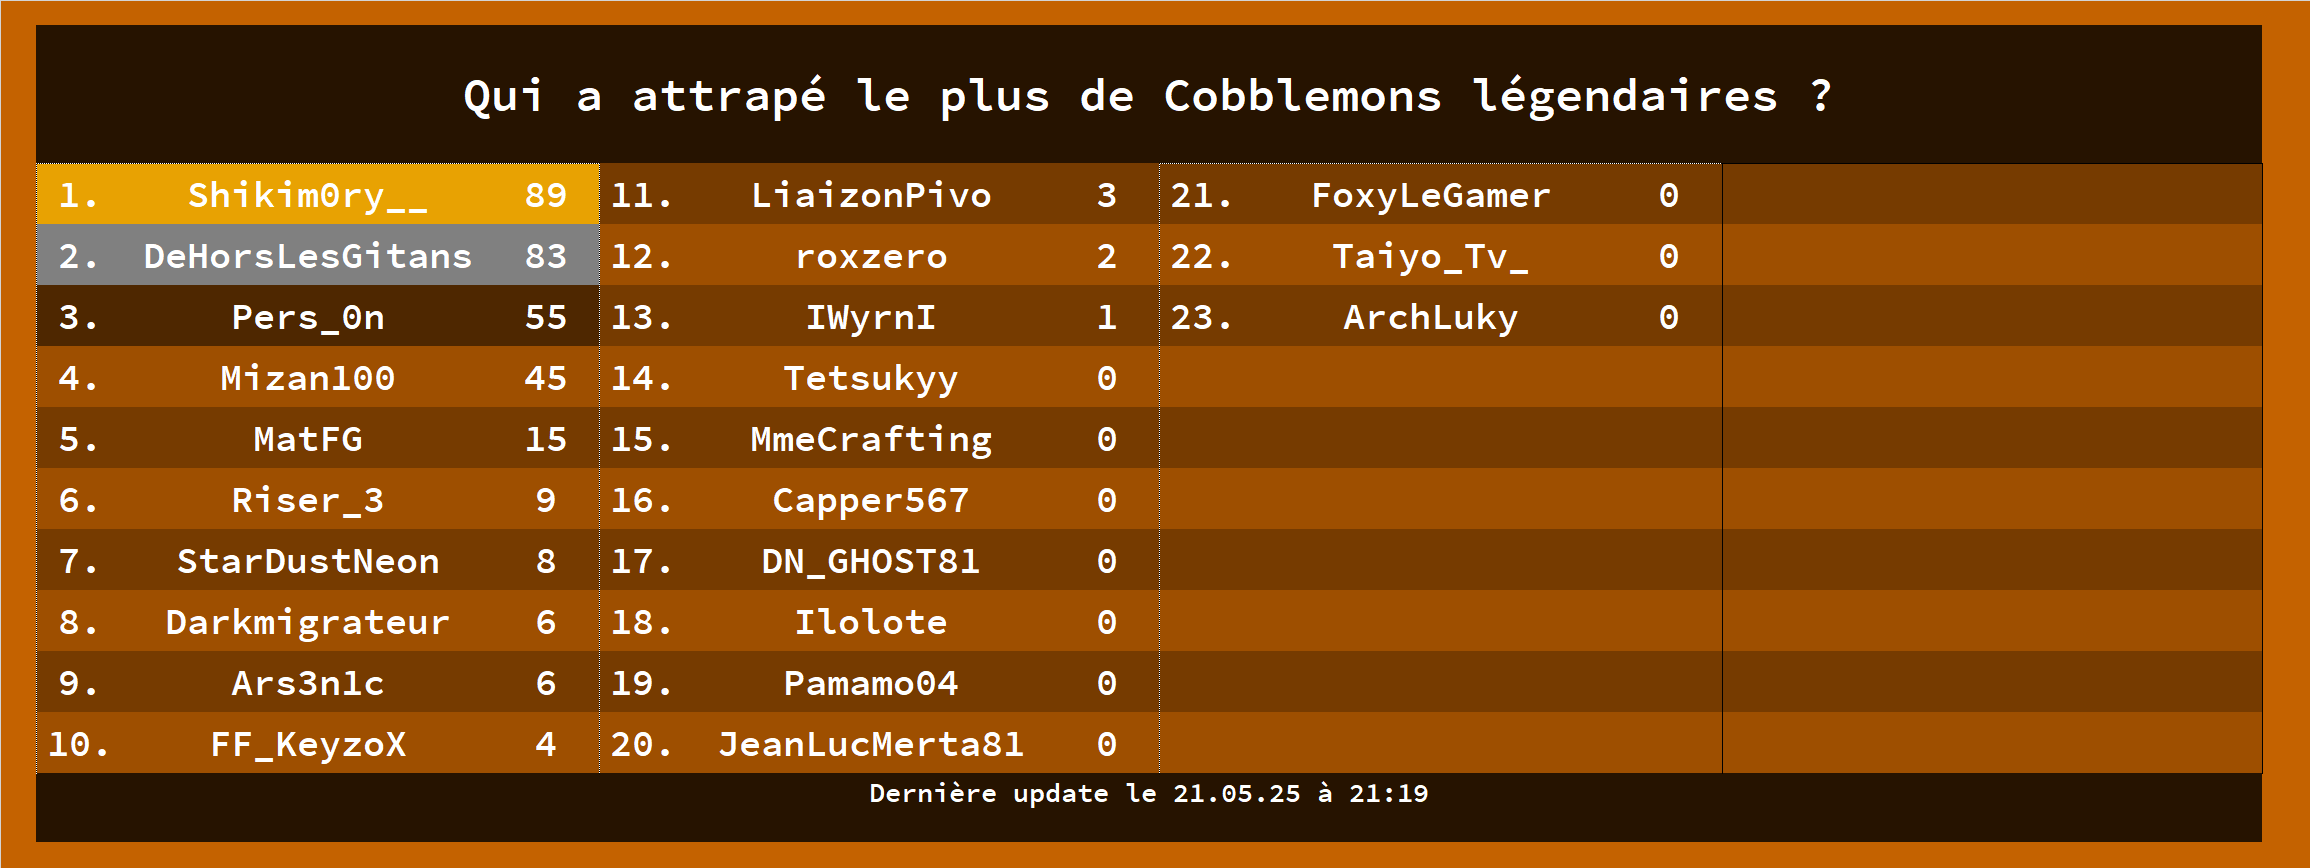 Qui a attrapé le plus de Cobblemons légendaires ?
1. Shikim0ry__ 89
2. DeHorsLesGitans 83
3. Pers_0n 55
4. Mizan100 45
5. MatFG 15
6. Riser_3 9
7. StarDustNeon 8
8. Darkmigrateur 6
9. Ars3n1c 6
10. FF_KeyzoX 4
11. LiaizonPivo 3
12. roxzero 2
13. IWyrnI 1
14. Tetsukyy 0
15. MmeCrafting 0
16. Capper567 0
17. DN_GHOST81 0
18. Ilolote 0
19. Pamamo04 0
20. JeanLucMerta81 0
21. FoxyLeGamer 0
22. Taiyo_Tv_ 0
23. ArchLuky 0
Dernière update le 21.05.25 à 21:19